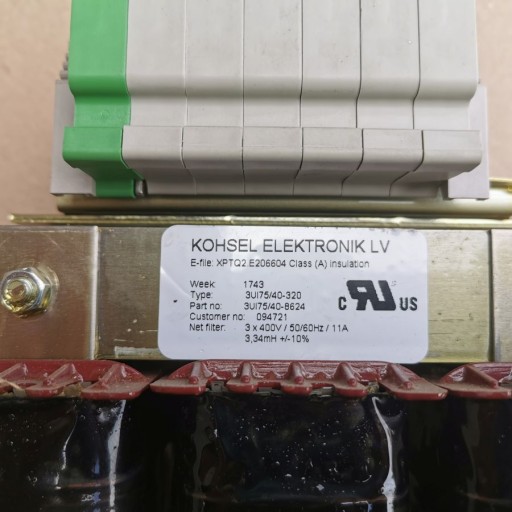 KOHSEL ELEKTRONIK LV
E-file: XPTQ2.E206604 Class (A) insulation
Week: 1743
Type: 3UI75/40-320
Part no: 3UI75/40-8624
Customer no: 094721
Net filter: 3 x 400V / 50/60Hz / 11A
3,34mH +/-10%
C RU US